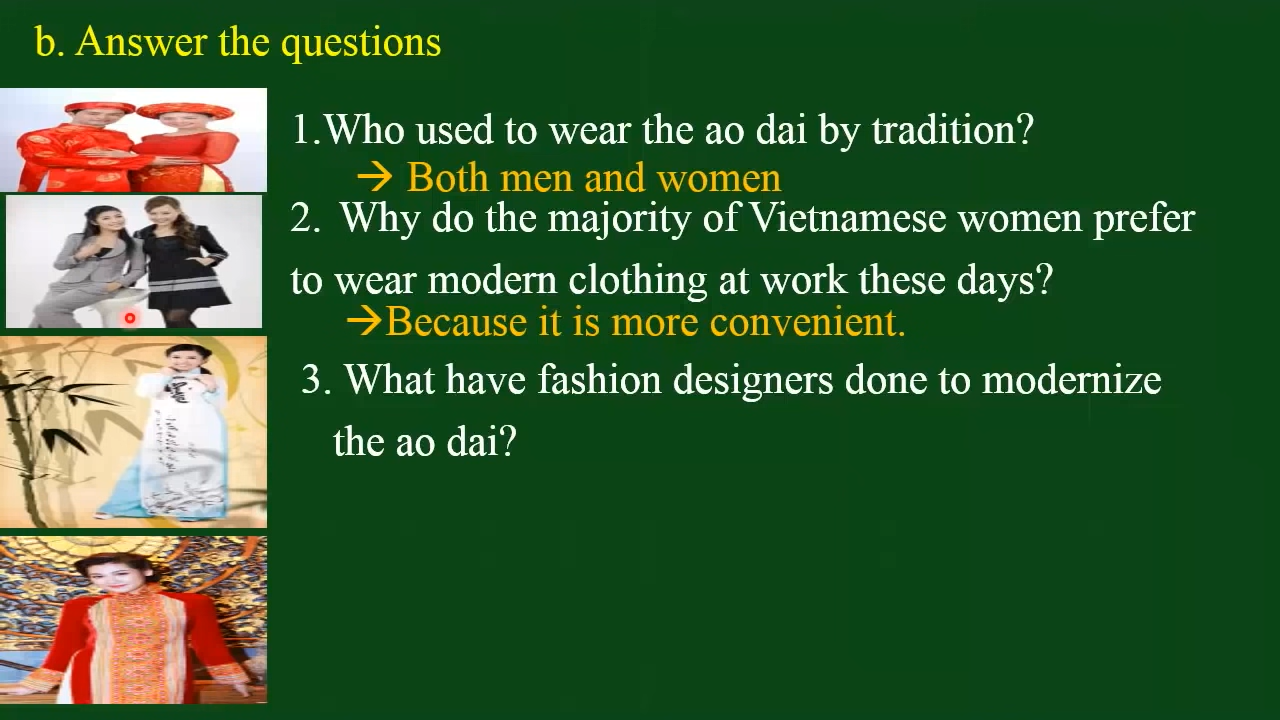 b. Answer the questions
1.Who used to wear the ao dai by tradition?
→ Both men and women
2. Why do the majority of Vietnamese women prefer
to wear modern clothing at work these days?
→Because it is more convenient.
3. What have fashion designers done to modernize
the ao dai?